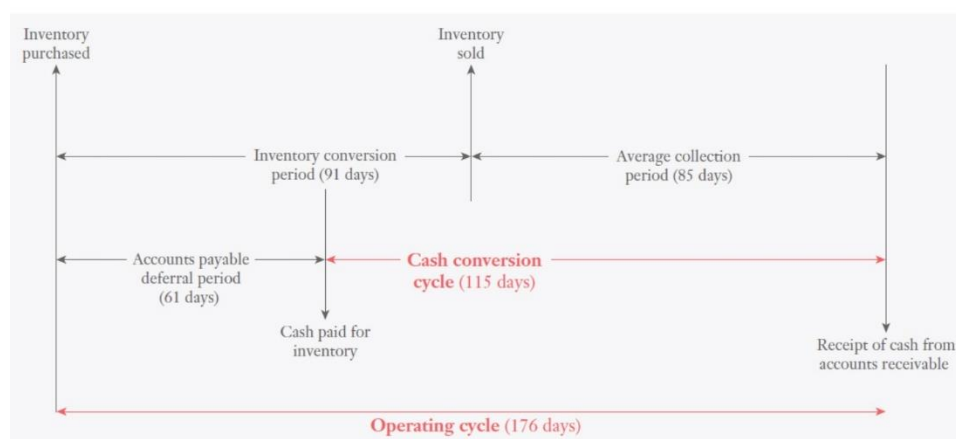 Inventory
purchased
Inventory
sold
Inventory conversion
period (91 days)
Average collection
period (85 days)
Accounts payable
deferral period
(61 days)
Cash conversion
cycle (115 days)
Cash paid for
inventory
Receipt of cash from
accounts receivable
Operating cycle (176 days)